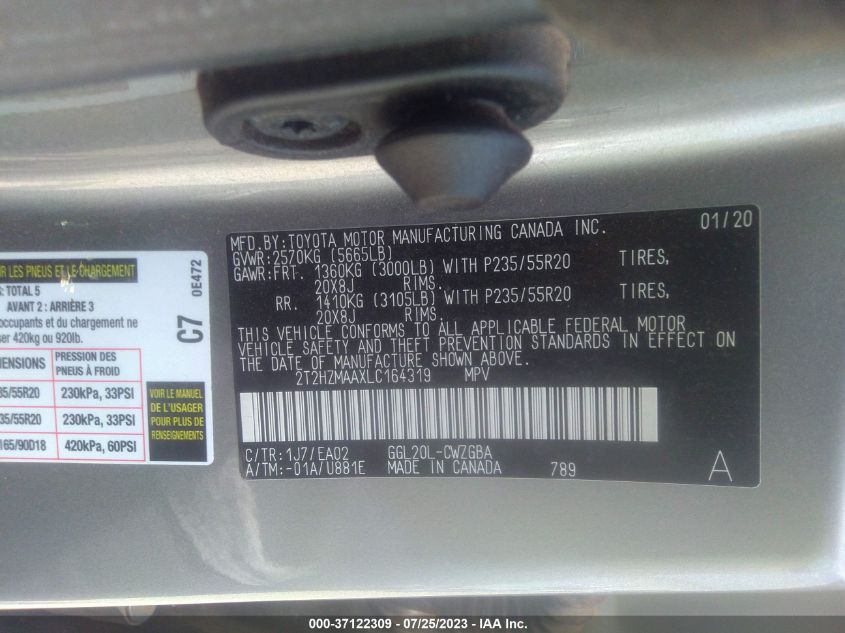 UR LES PNEUS ET LE CHARGEMENT
TOTAL 5
AVANT 2 : ARRIÈRE 3
occupants et du chargement ne
ser 420kg ou 920lb.
0E472
C7
PRESSION DES
PNEUS À FROID
35/55R20 230kPa, 33PSI
35/55R20 230kPa, 33PSI
165/90D18 420kPa, 60PSI
VOIR LE MANUEL
DE L'USAGER
POUR PLUS DE
RENSEIGNEMENTS
MFD.BY:TOYOTA MOTOR MANUFACTURING CANADA INC. 01/20
GVWR:2570KG (5665LB)
GAWR:FRT. 1360KG (3000LB) WITH P235/55R20 TIRES,
20X8J RIMS.
RR. 1410KG (3105LB) WITH P235/55R20 TIRES,
20X8J RIMS.
THIS VEHICLE CONFORMS TO ALL APPLICABLE FEDERAL MOTOR
VEHICLE SAFETY AND THEFT PREVENTION STANDARDS IN EFFECT ON
THE DATE OF MANUFACTURE SHOWN ABOVE.
2T2HZMAAXLC164319 MPV
C/TR:1J7/EA02 GGL20L-CWZGBA
A/TM:-01A/U881E MADE IN CANADA 789 A
000-37122309 - 07/25/2023 - IAA Inc.